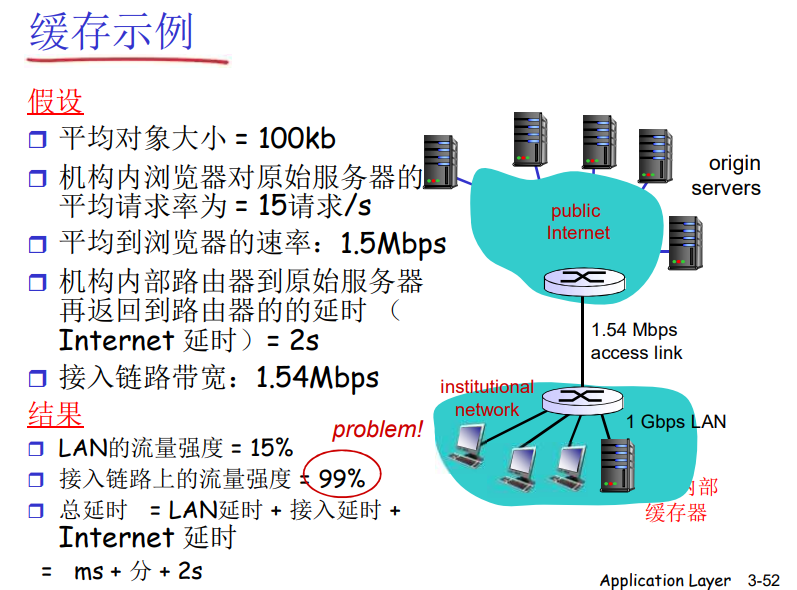 缓存示例
假设
平均对象大小 = 100kb
机构内浏览器对原始服务器的
平均请求率为 = 15请求/s
平均到浏览器的速率：1.5Mbps
机构内部路由器到原始服务器
再返回到路由器的的延时 （
Internet 延时）= 2s
接入链路带宽：1.54Mbps
结果
LAN的流量强度 = 15%
problem!
接入链路上的流量强度 = 99%
总延时 = LAN延时 + 接入延时 +
Internet 延时
= ms + 分 + 2s
origin
servers
public
Internet
1.54 Mbps
access link
institutional
network
1 Gbps LAN
内部
缓存器
Application Layer 3-52